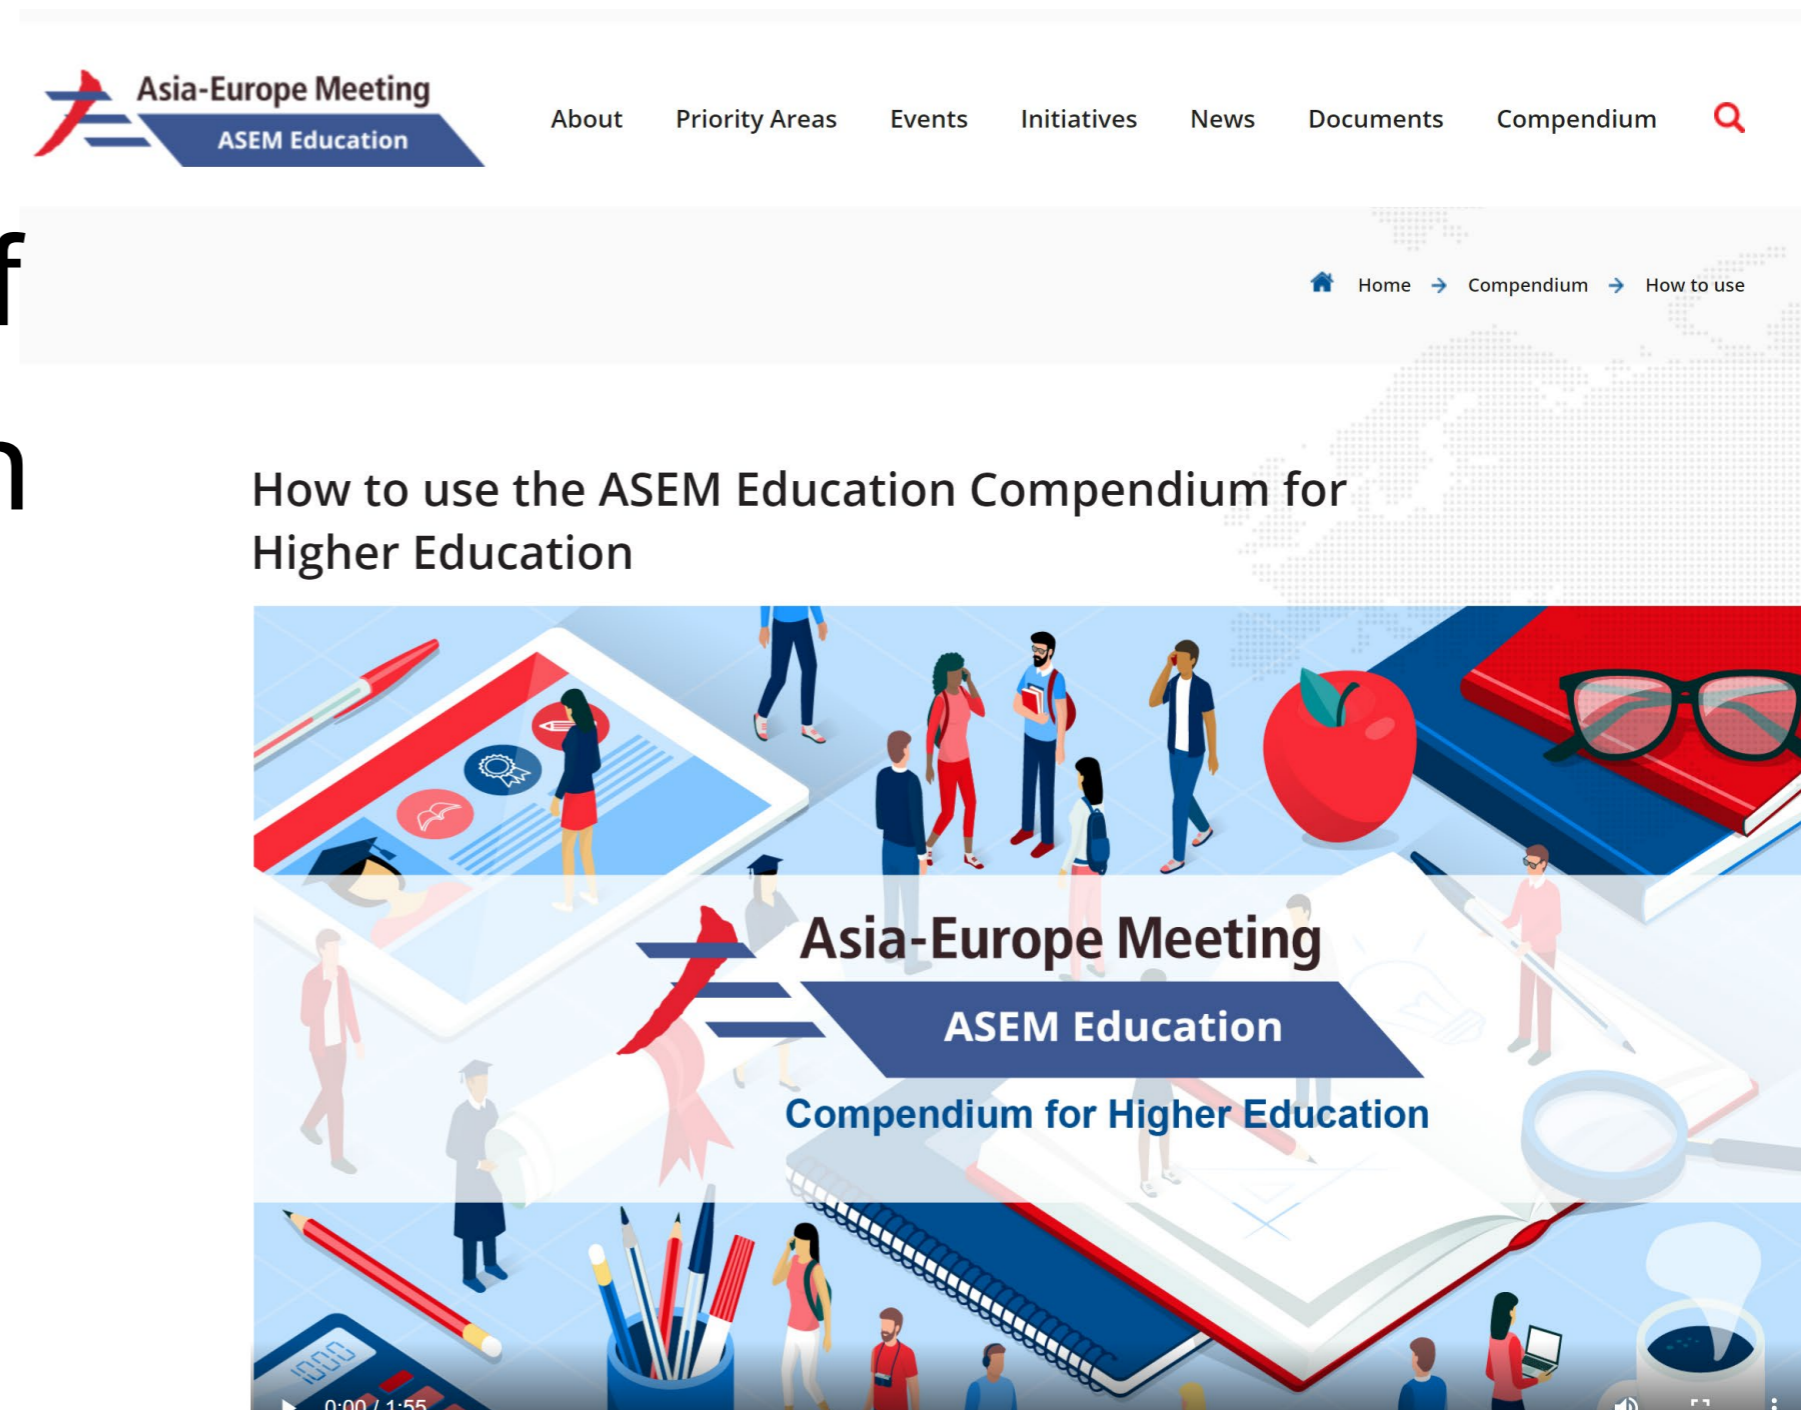 Asia-Europe Meeting
ASEM Education
About Priority Areas Events Initiatives News Documents Compendium
f
Home → Compendium → How to use
n
How to use the ASEM Education Compendium for
Higher Education
Asia-Europe Meeting
ASEM Education
Compendium for Higher Education
1000
0:00 / 1:55